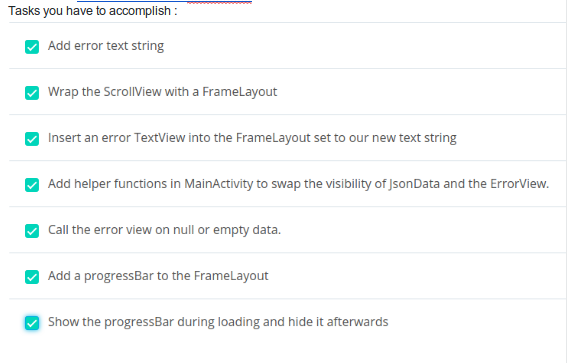 Tasks you have to accomplish :
Add error text string
Wrap the ScrollView with a FrameLayout
Insert an error TextView into the FrameLayout set to our new text string
Add helper functions in MainActivity to swap the visibility of JsonData and the ErrorView.
Call the error view on null or empty data.
Add a progressBar to the FrameLayout
Show the progressBar during loading and hide it afterwards